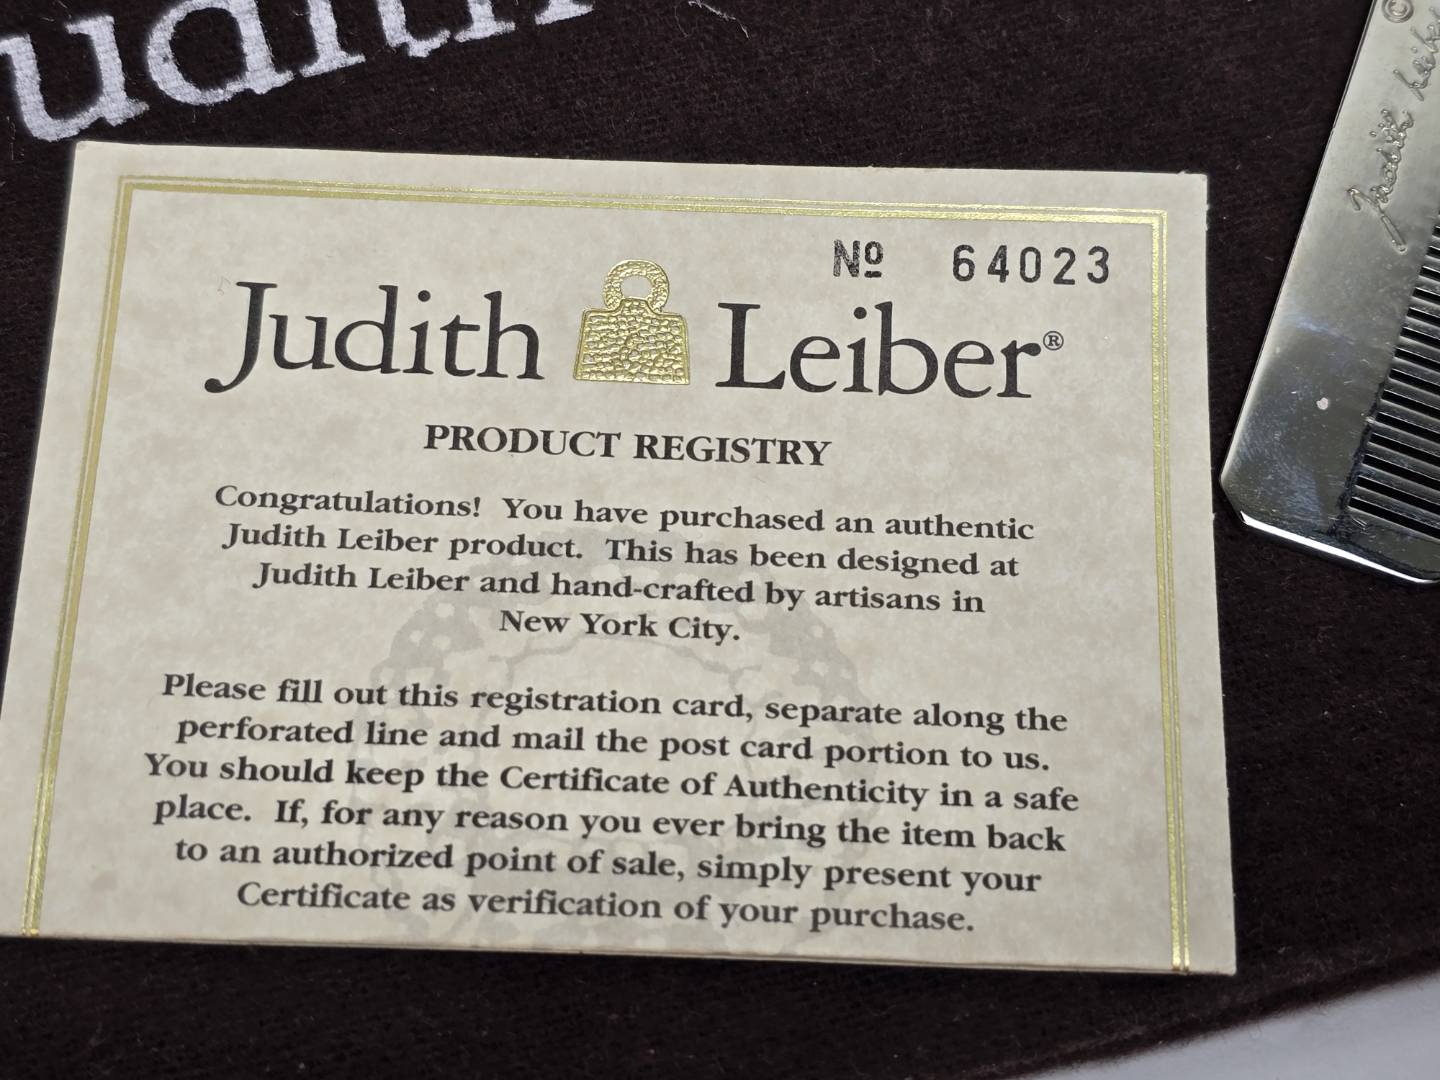 udith
© Judith Leiber
Nº 64023
Judith Leiber®
PRODUCT REGISTRY
Congratulations! You have purchased an authentic
Judith Leiber product. This has been designed at
Judith Leiber and hand-crafted by artisans in
New York City.
Please fill out this registration card, separate along the
perforated line and mail the post card portion to us.
You should keep the Certificate of Authenticity in a safe
place. If, for any reason you ever bring the item back
to an authorized point of sale, simply present your
Certificate as verification of your purchase.